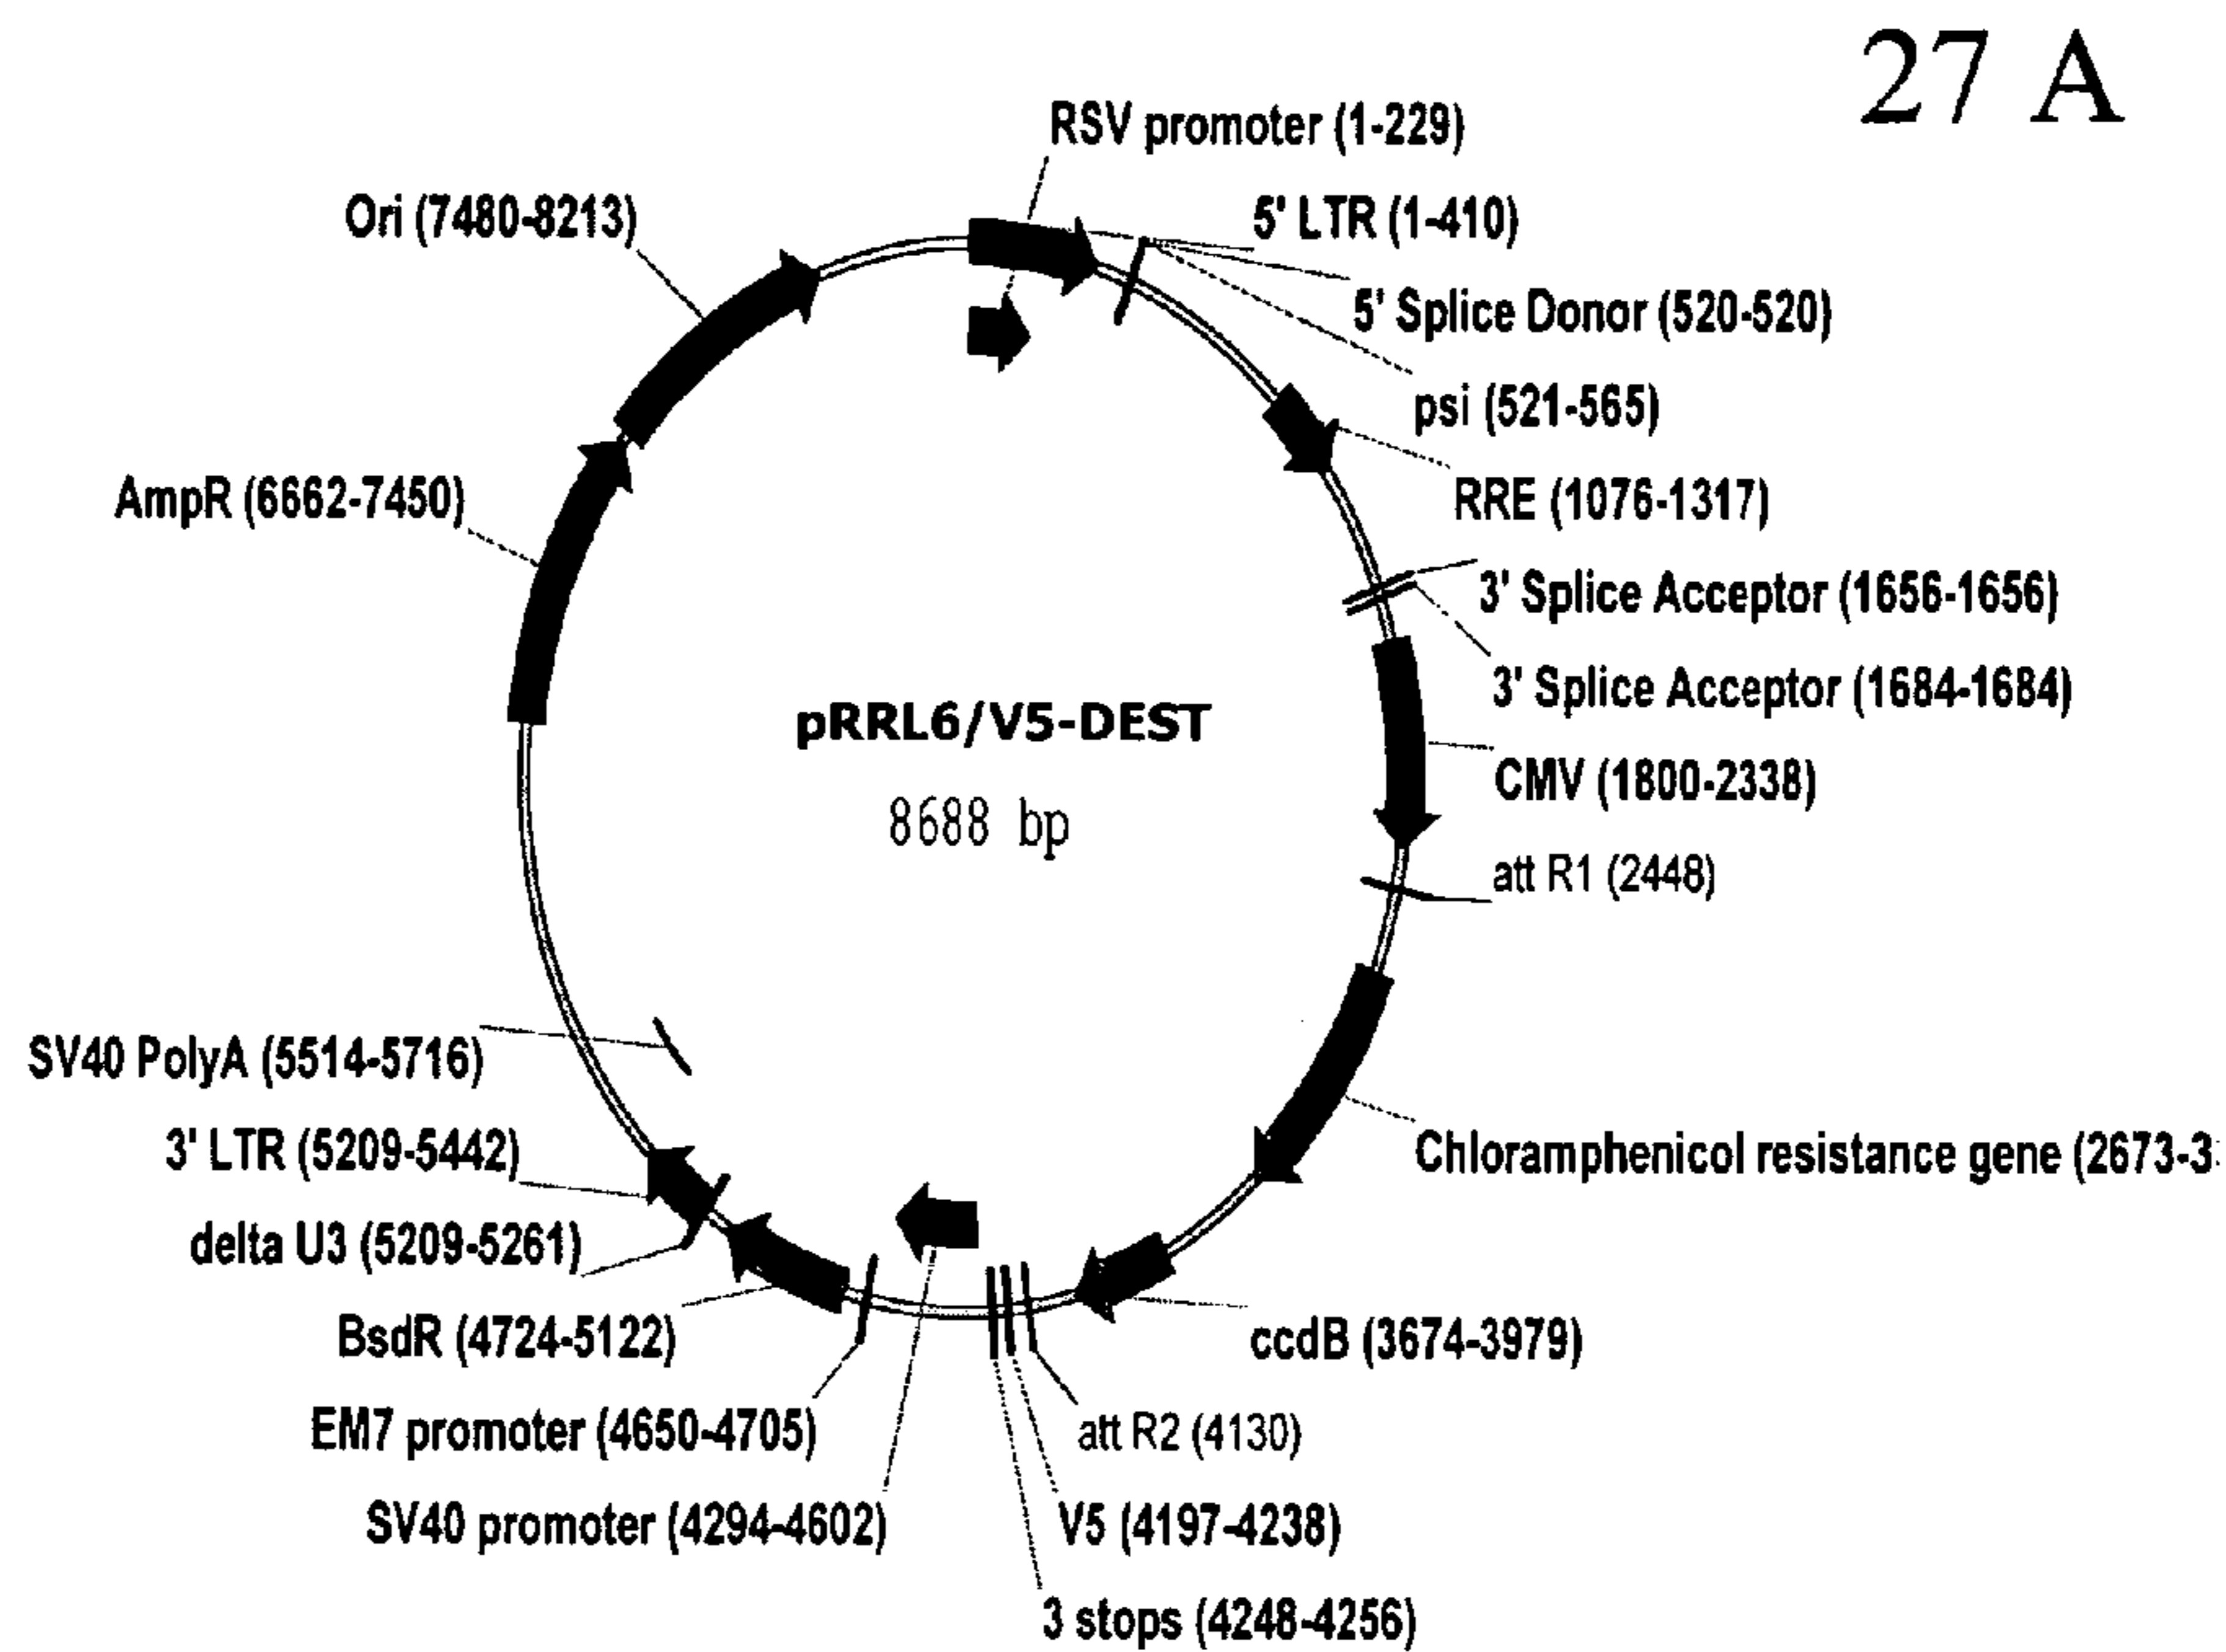 27 A
RSV promoter (1-229)
Ori (7480-8213)
5' LTR (1-410)
5' Splice Donor (520-520)
psi (521-565)
AmpR (6662-7450)
RRE (1076-1317)
3' Splice Acceptor (1656-1656)
3' Splice Acceptor (1684-1684)
pRRL6/V5-DEST
CMV (1800-2338)
8688 bp
att R1 (2448)
SV40 PolyA (5514-5716)
3' LTR (5209-5442)
Chloramphenicol resistance gene (2673-3
delta U3 (5209-5261)
BsdR (4724-5122)
ccdB (3674-3979)
EM7 promoter (4650-4705)
att R2 (4130)
SV40 promoter (4294-4602)
V5 (4197-4238)
3 stops (4248-4256)